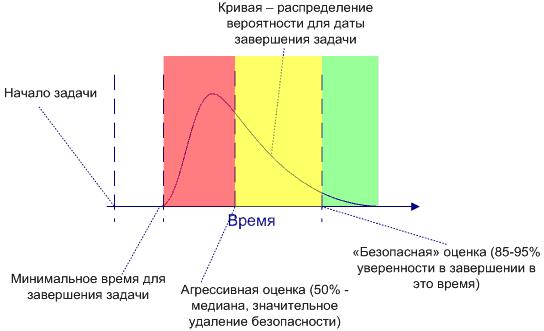 Кривая – распределение
вероятности для даты
завершения задачи
Начало задачи
Время
«Безопасная» оценка (85-95%
уверенности в завершении в
это время)
Минимальное время для
завершения задачи
Агрессивная оценка (50% -
медиана, значительное
удаление безопасности)